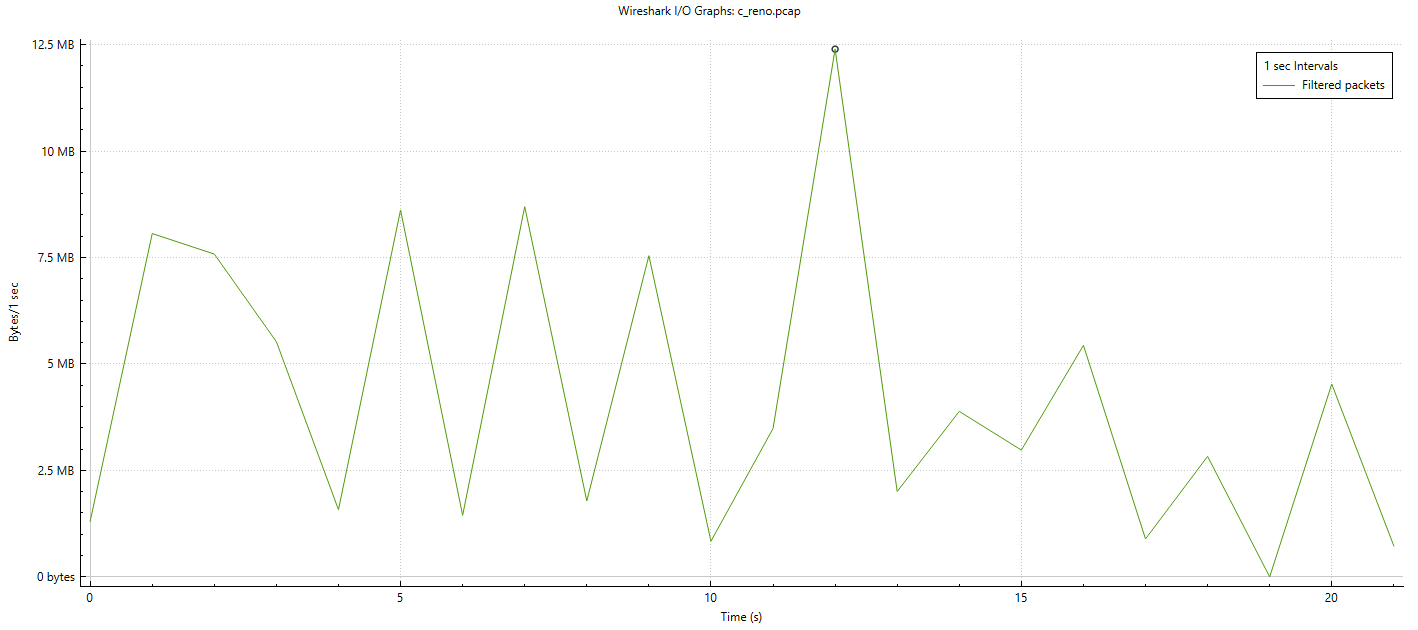 Wireshark I/O Graphs: c_reno.pcap
12.5 MB
10 MB
7.5 MB
5 MB
2.5 MB
0 bytes
Bytes/1 sec
1 sec Intervals
Filtered packets
0 5 10 15 20
Time (s)